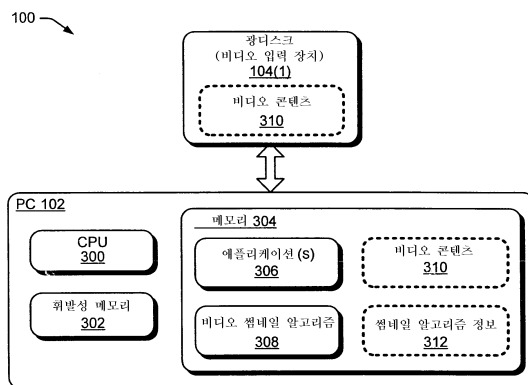 100
광디스크
(비디오 입력 장치)
104(1)
비디오 콘텐츠
310
PC 102
CPU
300
휘발성 메모리
302
메모리 304
애플리케이션 (S)
306
비디오 콘텐츠
310
비디오 썸네일 알고리즘
308
썸네일 알고리즘 정보
312